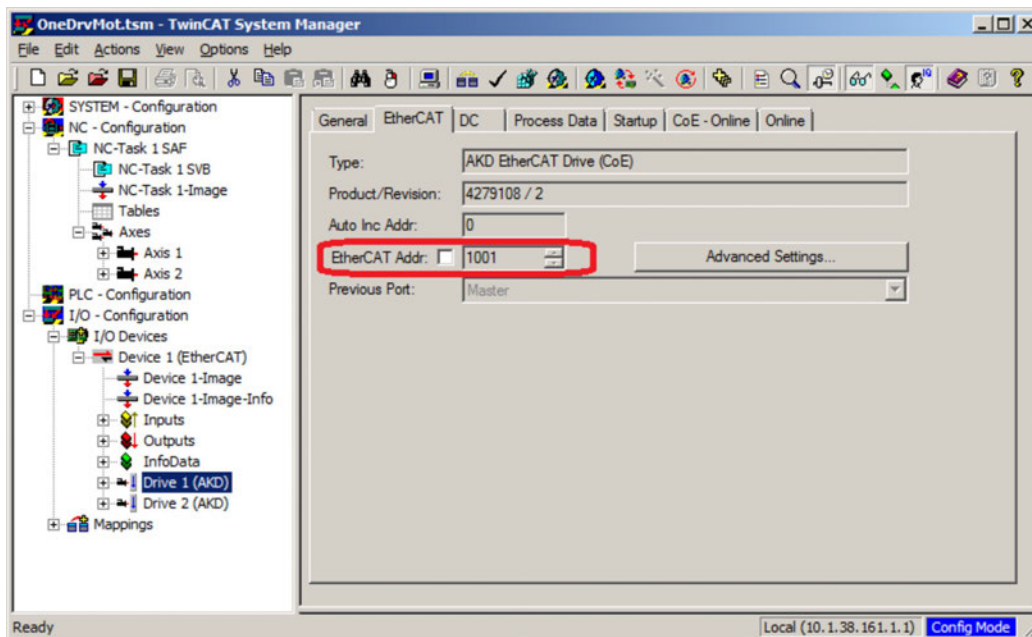 OneDrvMot.tsm - TwinCAT System Manager
File Edit Actions View Options Help
SYSTEM - Configuration
NC - Configuration
NC-Task 1 SAF
NC-Task 1 SVB
NC-Task 1-Image
Tables
Axes
Axis 1
Axis 2
PLC - Configuration
I/O - Configuration
I/O Devices
Device 1 (EtherCAT)
Device 1-Image
Device 1-Image-Info
Inputs
Outputs
InfoData
Drive 1 (AKD)
Drive 2 (AKD)
Mappings
General EtherCAT DC Process Data Startup CoE - Online Online
Type: AKD EtherCAT Drive (CoE)
Product/Revision: 4279108 / 2
Auto Inc Addr: 0
EtherCAT Addr: 1001 Advanced Settings...
Previous Port: Master
Ready Local (10.1.38.161.1.1) Config Mode